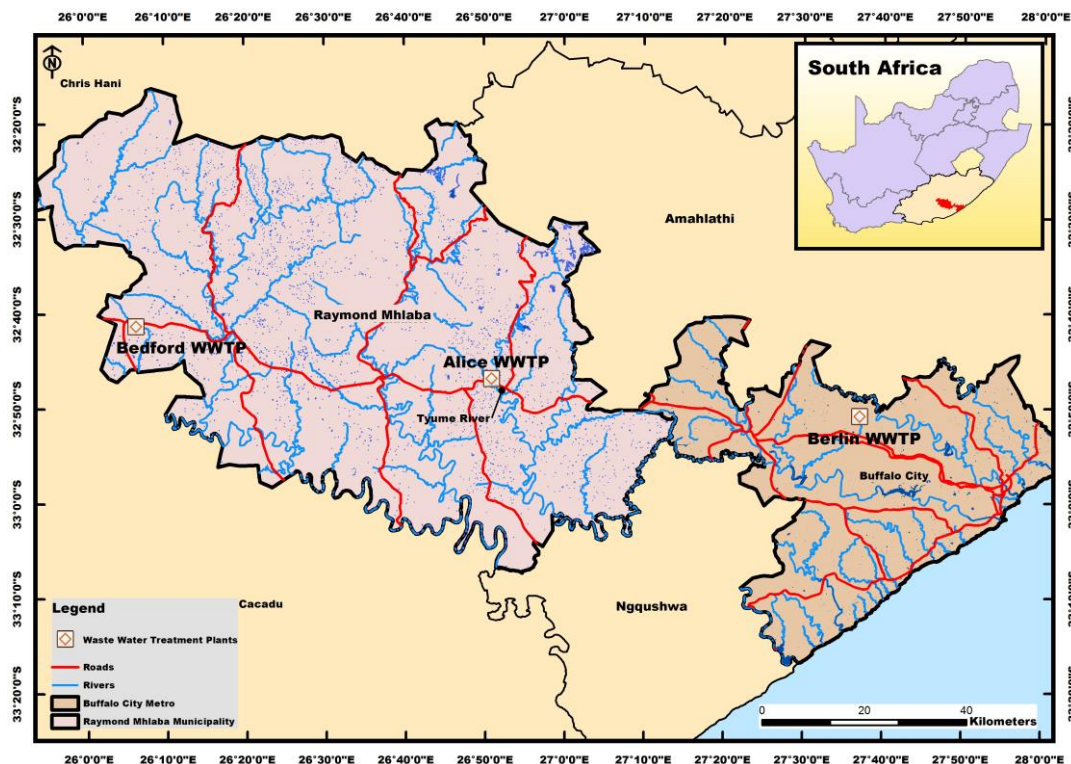 26°0'0"E 26°10'0"E 26°20'0"E 26°30'0"E 26°40'0"E 26°50'0"E 27°0'0"E 27°10'0"E 27°20'0"E 27°30'0"E 27°40'0"E 27°50'0"E 28°0'0"E
N
Chris Hani
South Africa
32°20'0"S
32°30'0"S
Amahlathi
32°40'0"S
Raymond Mhlaba
Bedford WWTP
Alice WWTP
32°50'0"S
Tyume River
Berlin WWTP
Buffalo City
33°0'0"S
33°10'0"S
Cacadu
Ngqushwa
Legend
Waste Water Treatment Plants
Roads
Rivers
Buffalo City Metro
Raymond Mhlaba Municipality
33°20'0"S
0 20 40
Kilometers
26°0'0"E 26°10'0"E 26°20'0"E 26°30'0"E 26°40'0"E 26°50'0"E 27°0'0"E 27°10'0"E 27°20'0"E 27°30'0"E 27°40'0"E 27°50'0"E 28°0'0"E